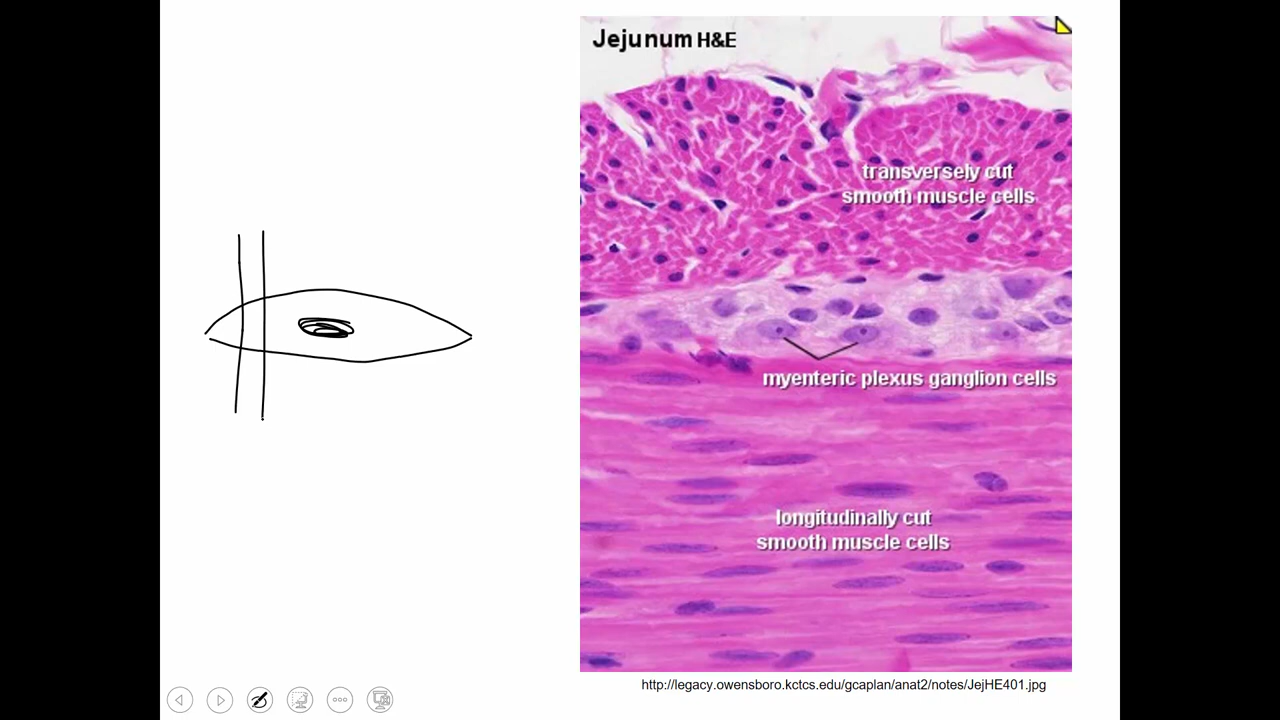 Jejunum H&E
transversely cut
smooth muscle cells
myenteric plexus ganglion cells
longitudinally cut
smooth muscle cells
http://legacy.owensboro.kctcs.edu/gcaplan/anat2/notes/JejHE401.jpg